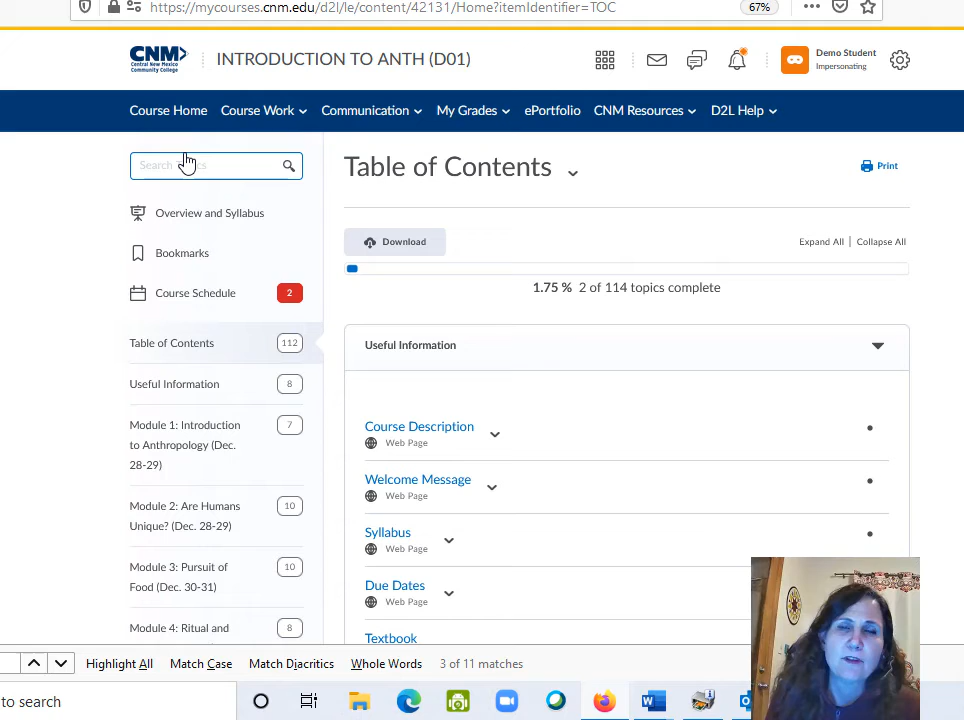 https://mycourses.cnm.edu/d2l/le/content/42131/Home?itemIdentifier=TOC 67%
CNM Central New Mexico Community College
INTRODUCTION TO ANTH (D01)
Demo Student
Impersonating
Course Home Course Work Communication My Grades ePortfolio CNM Resources D2L Help
Search Topics
Overview and Syllabus
Bookmarks
Course Schedule 2
Table of Contents 112
Useful Information 8
Module 1: Introduction 7
to Anthropology (Dec.
28-29)
Module 2: Are Humans 10
Unique? (Dec. 28-29)
Module 3: Pursuit of 10
Food (Dec. 30-31)
Module 4: Ritual and 8
Table of Contents
Print
Download
Expand All | Collapse All
1.75 % 2 of 114 topics complete
Useful Information
Course Description
Web Page
Welcome Message
Web Page
Syllabus
Web Page
Due Dates
Web Page
Textbook
Highlight All Match Case Match Diacritics Whole Words 3 of 11 matches
to search